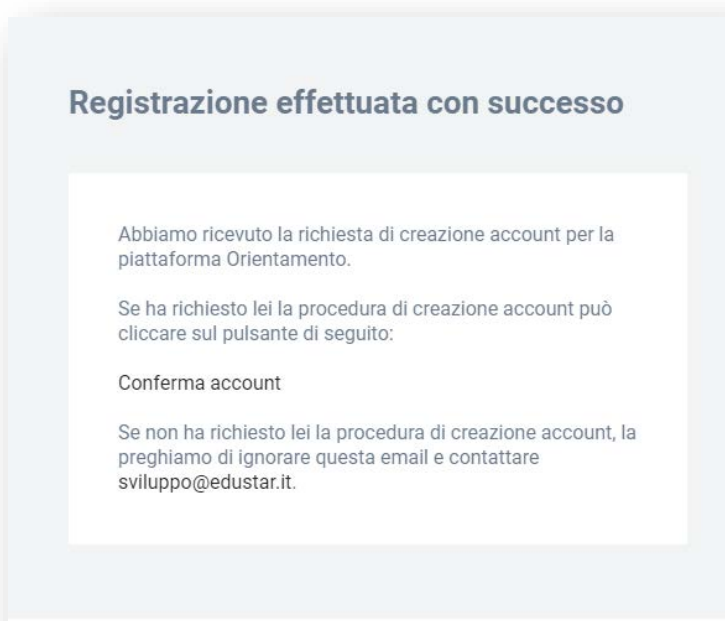 Registrazione effettuata con successo
Abbiamo ricevuto la richiesta di creazione account per la
piattaforma Orientamento.
Se ha richiesto lei la procedura di creazione account può
cliccare sul pulsante di seguito:
Conferma account
Se non ha richiesto lei la procedura di creazione account, la
preghiamo di ignorare questa email e contattare
sviluppo@edustar.it.